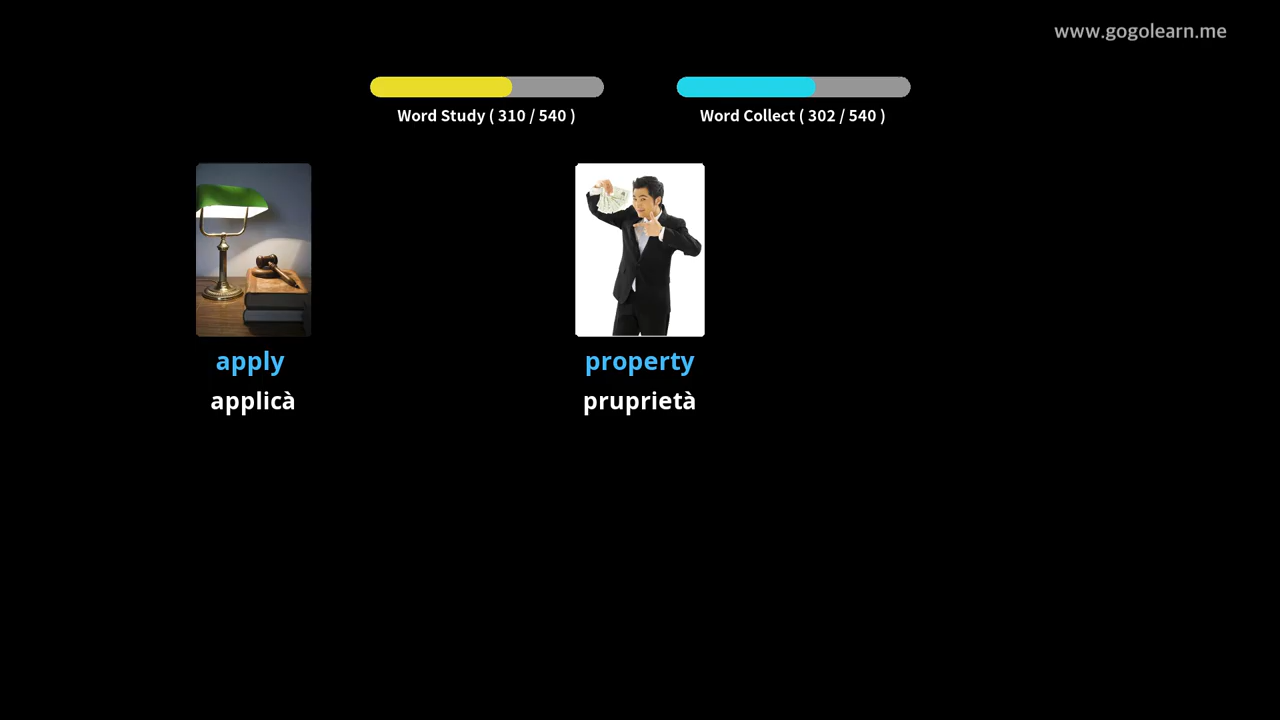 www.gogolearn.me
Word Study ( 310 / 540 )
Word Collect ( 302 / 540 )
apply
applicà
property
pruprietà